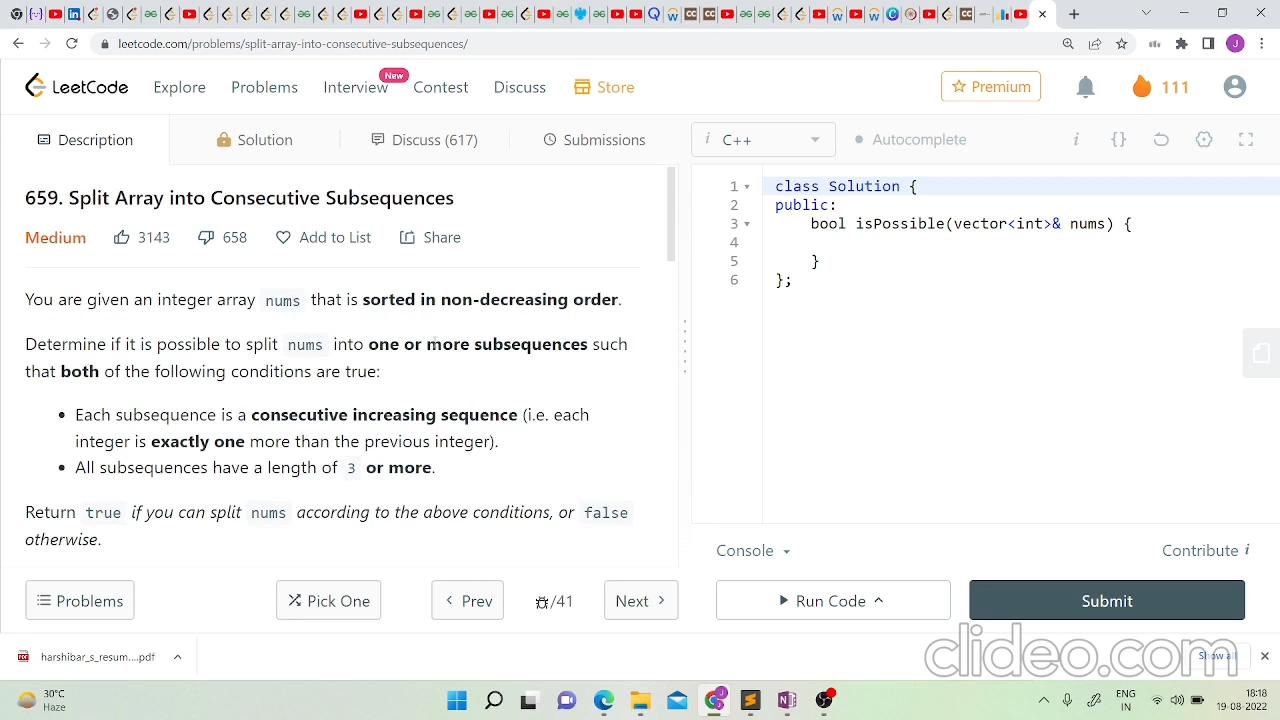 leetcode.com/problems/split-array-into-consecutive-subsequences/
J
LeetCode Explore Problems Interview New Contest Discuss Store Premium 111
Description Solution Discuss (617) Submissions i C++ Autocomplete i {}
659. Split Array into Consecutive Subsequences
Medium 3143 658 Add to List Share
You are given an integer array nums that is sorted in non-decreasing order.
Determine if it is possible to split nums into one or more subsequences such
that both of the following conditions are true:
• Each subsequence is a consecutive increasing sequence (i.e. each
integer is exactly one more than the previous integer).
• All subsequences have a length of 3 or more.
Return true if you can split nums according to the above conditions, or false
otherwise.
1 class Solution {
2 public:
3 bool isPossible(vector<int>& nums) {
4
5 }
6 };
Console Contribute i
Problems Pick One Prev /41 Next Run Code Submit
harshibar_s_resum....pdf Show all
clideo.com
30°C
Haze
ENG
IN
18:18
19-08-2022